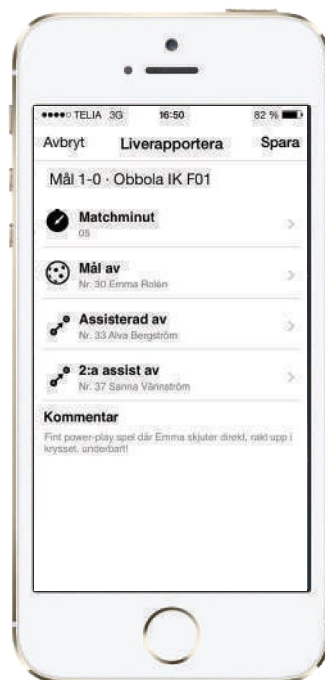 TELIA 3G 16:50 82 %
Avbryt Liverapportera Spara
Mål 1-0 · Obbola IK F01
Matchminut
05
Mål av
Nr. 30 Emma Rolén
Assisterad av
Nr. 33 Alva Bergström
2:a assist av
Nr. 37 Sanna Vännström
Kommentar
Fint power-play spel där Emma skjuter direkt, rakt upp i
krysset, underbart!